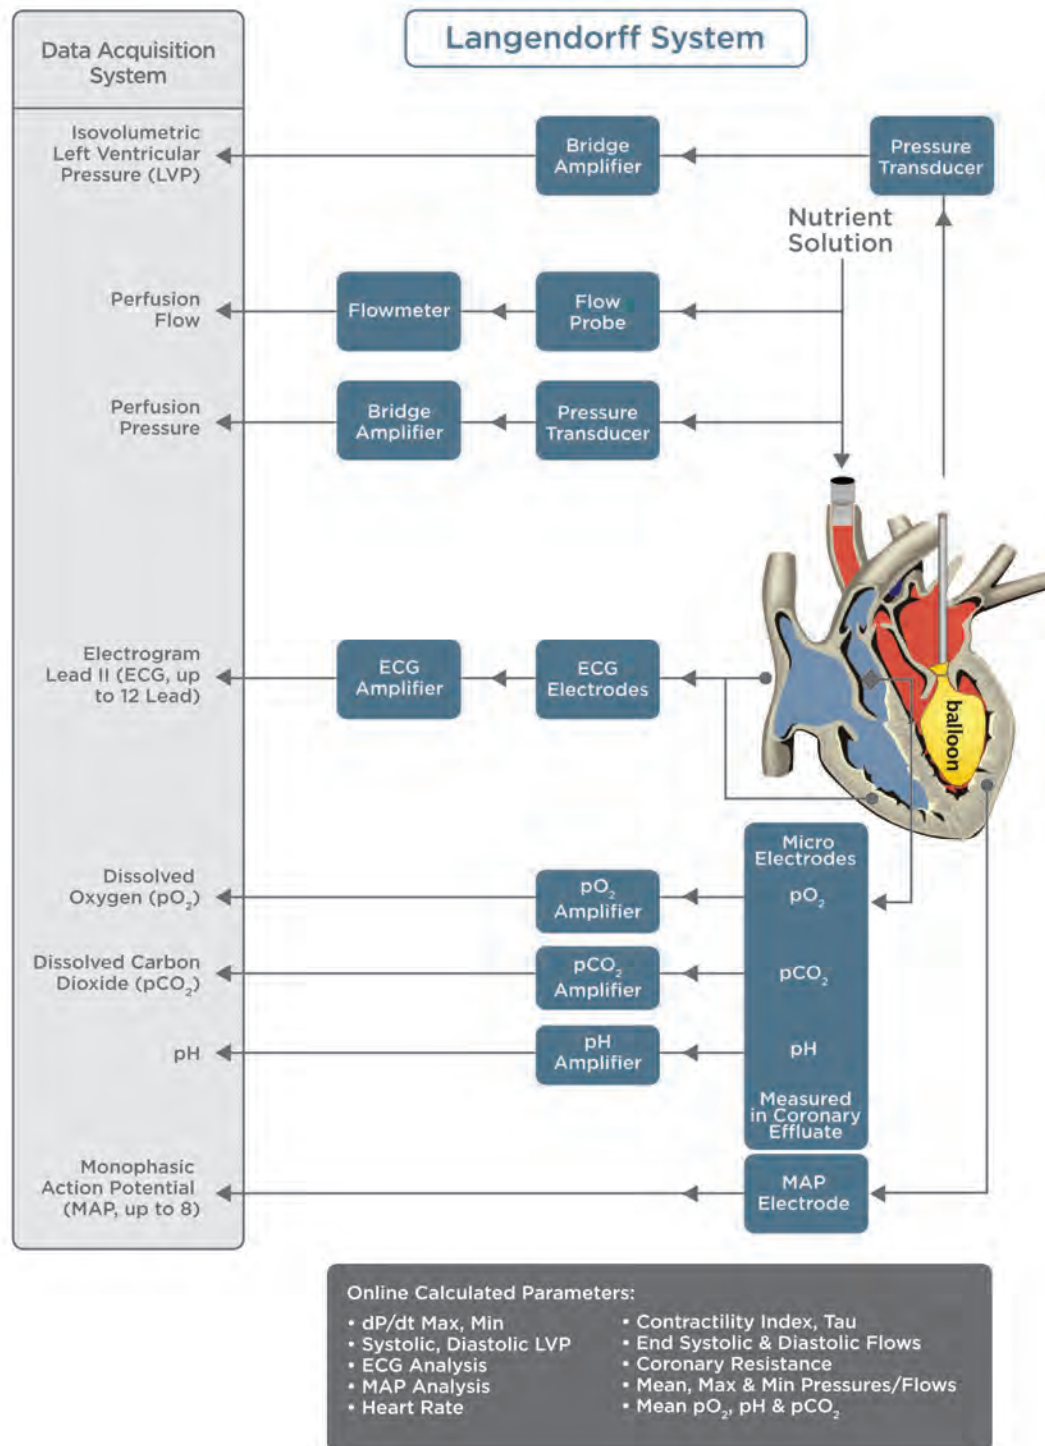 Data Acquisition
System
Langendorff System
Isovolumetric
Left Ventricular
Pressure (LVP)
Bridge
Amplifier
Pressure
Transducer
Nutrient
Solution
Perfusion
Flow
Flowmeter
Flow
Probe
Perfusion
Pressure
Bridge
Amplifier
Pressure
Transducer
Electrogram
Lead II (ECG, up
to 12 Lead)
ECG
Amplifier
ECG
Electrodes
balloon
Micro
Electrodes
Dissolved
Oxygen (pO₂)
pO₂
Amplifier
pO₂
Dissolved Carbon
Dioxide (pCO₂)
pCO₂
Amplifier
pCO₂
pH
pH
Amplifier
pH
Measured
in Coronary
Effluate
Monophasic
Action Potential
(MAP, up to 8)
MAP
Electrode
Online Calculated Parameters:
• dP/dt Max, Min
• Systolic, Diastolic LVP
• ECG Analysis
• MAP Analysis
• Heart Rate
• Contractility Index, Tau
• End Systolic & Diastolic Flows
• Coronary Resistance
• Mean, Max & Min Pressures/Flows
• Mean pO₂, pH & pCO₂